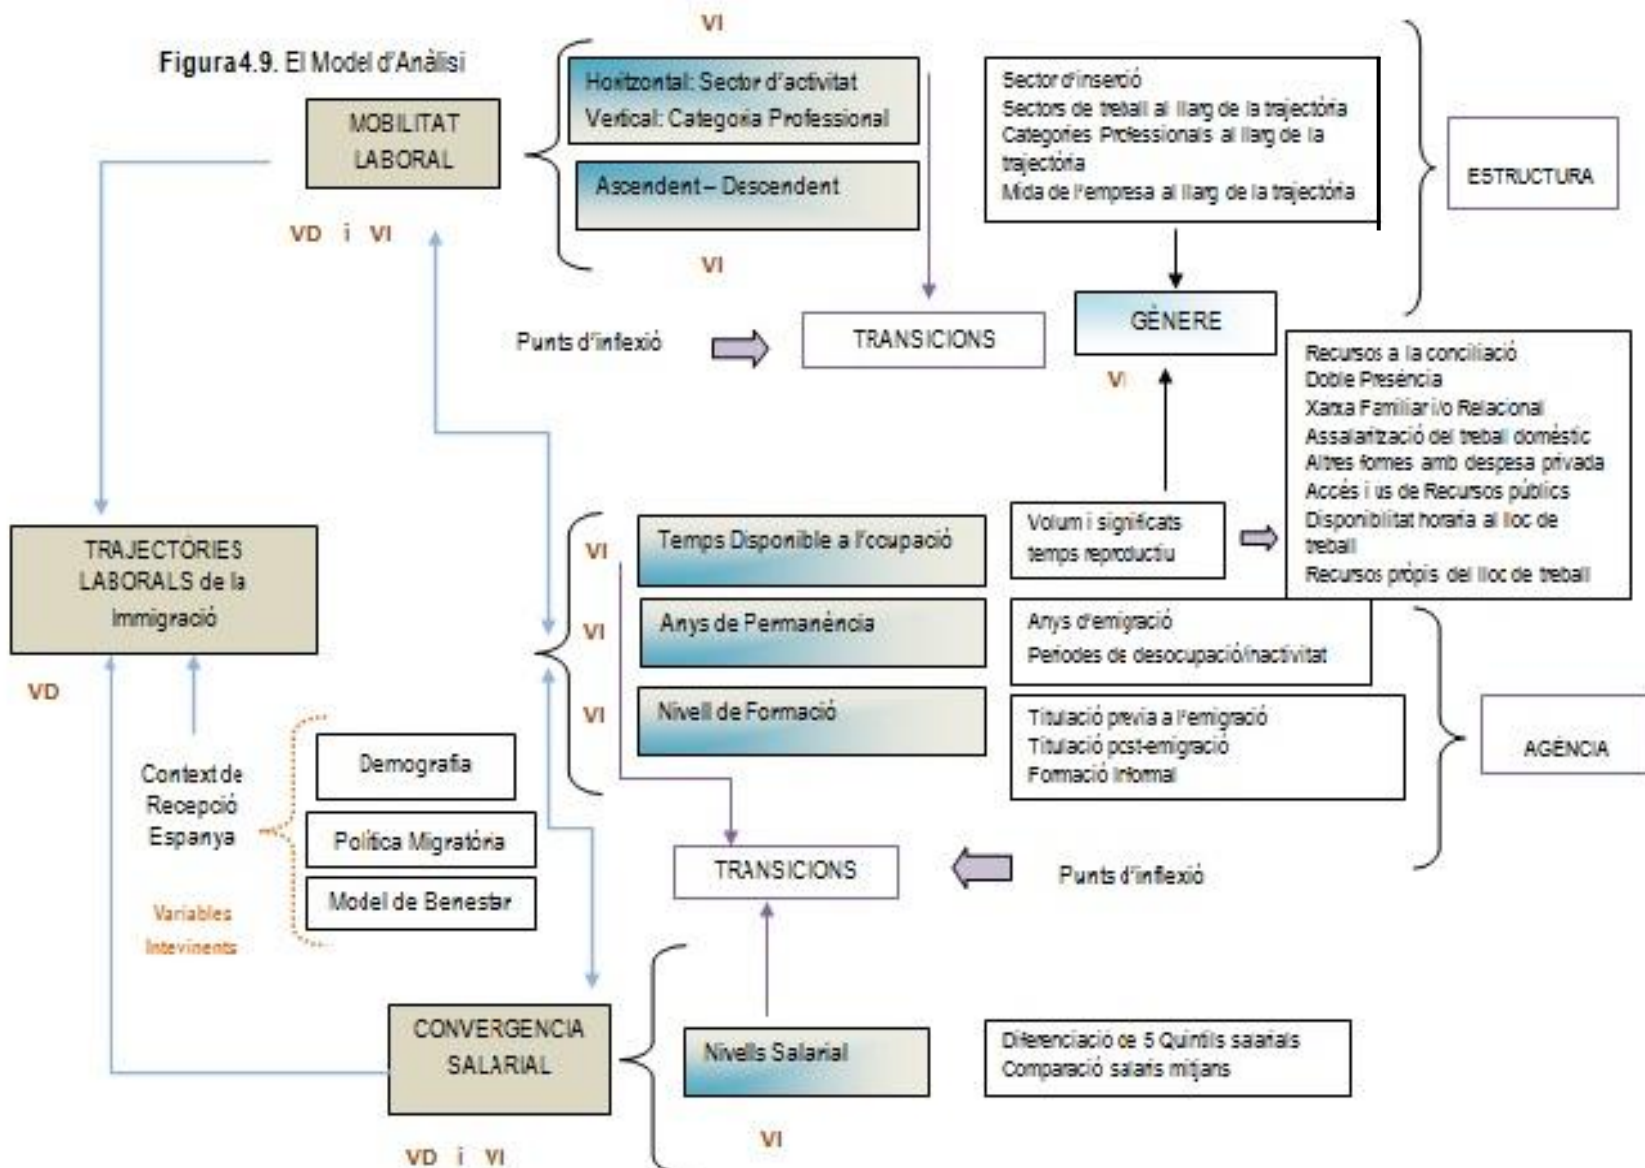 VI
Figura4.9. El Model d'Anàlisi
MOBILITAT
LABORAL
VD i VI
Horitzontal: Sector d'activitat
Vertical: Categoria Professional
Ascendent – Descendent
VI
Sector d'inserció
Sectors de treball al llarg de la trajectòria
Categories Professionals al llarg de la
trajectòria
Mida de l'empresa al llarg de la trajectòria
ESTRUCTURA
Punts d'inflexió
TRANSICIONS
GÈNERE
VI
Recursos a la conciliació
Doble Presència
Xarxa Familiar i/o Relacional
Assalarització del treball domèstic
Altres formes amb despesa privada
Accés i us de Recursos públics
Disponibilitat horaria al lloc de
treball
Recursos pròpis del lloc de treball
TRAJECTÒRIES
LABORALS de la
Immigració
VD
VI
Temps Disponible a l'ocupació
Volum i significats
temps reproductiu
VI
Anys de Permanència
Anys d'emigració
Periodes de desocupació/Inactivitat
VI
Nivell de Formació
Titulació previa a l'emigració
Titulació post-emigració
Formació Informal
AGÈNCIA
Context de
Recepció
Espanya
Variables
Intevinents
Demografia
Política Migratòria
Model de Benestar
TRANSICIONS
Punts d'inflexió
CONVERGENCIA
SALARIAL
VD i VI
Nivells Salarial
VI
Diferenciació de 5 Quintils salarials
Comparació salaris mitjans